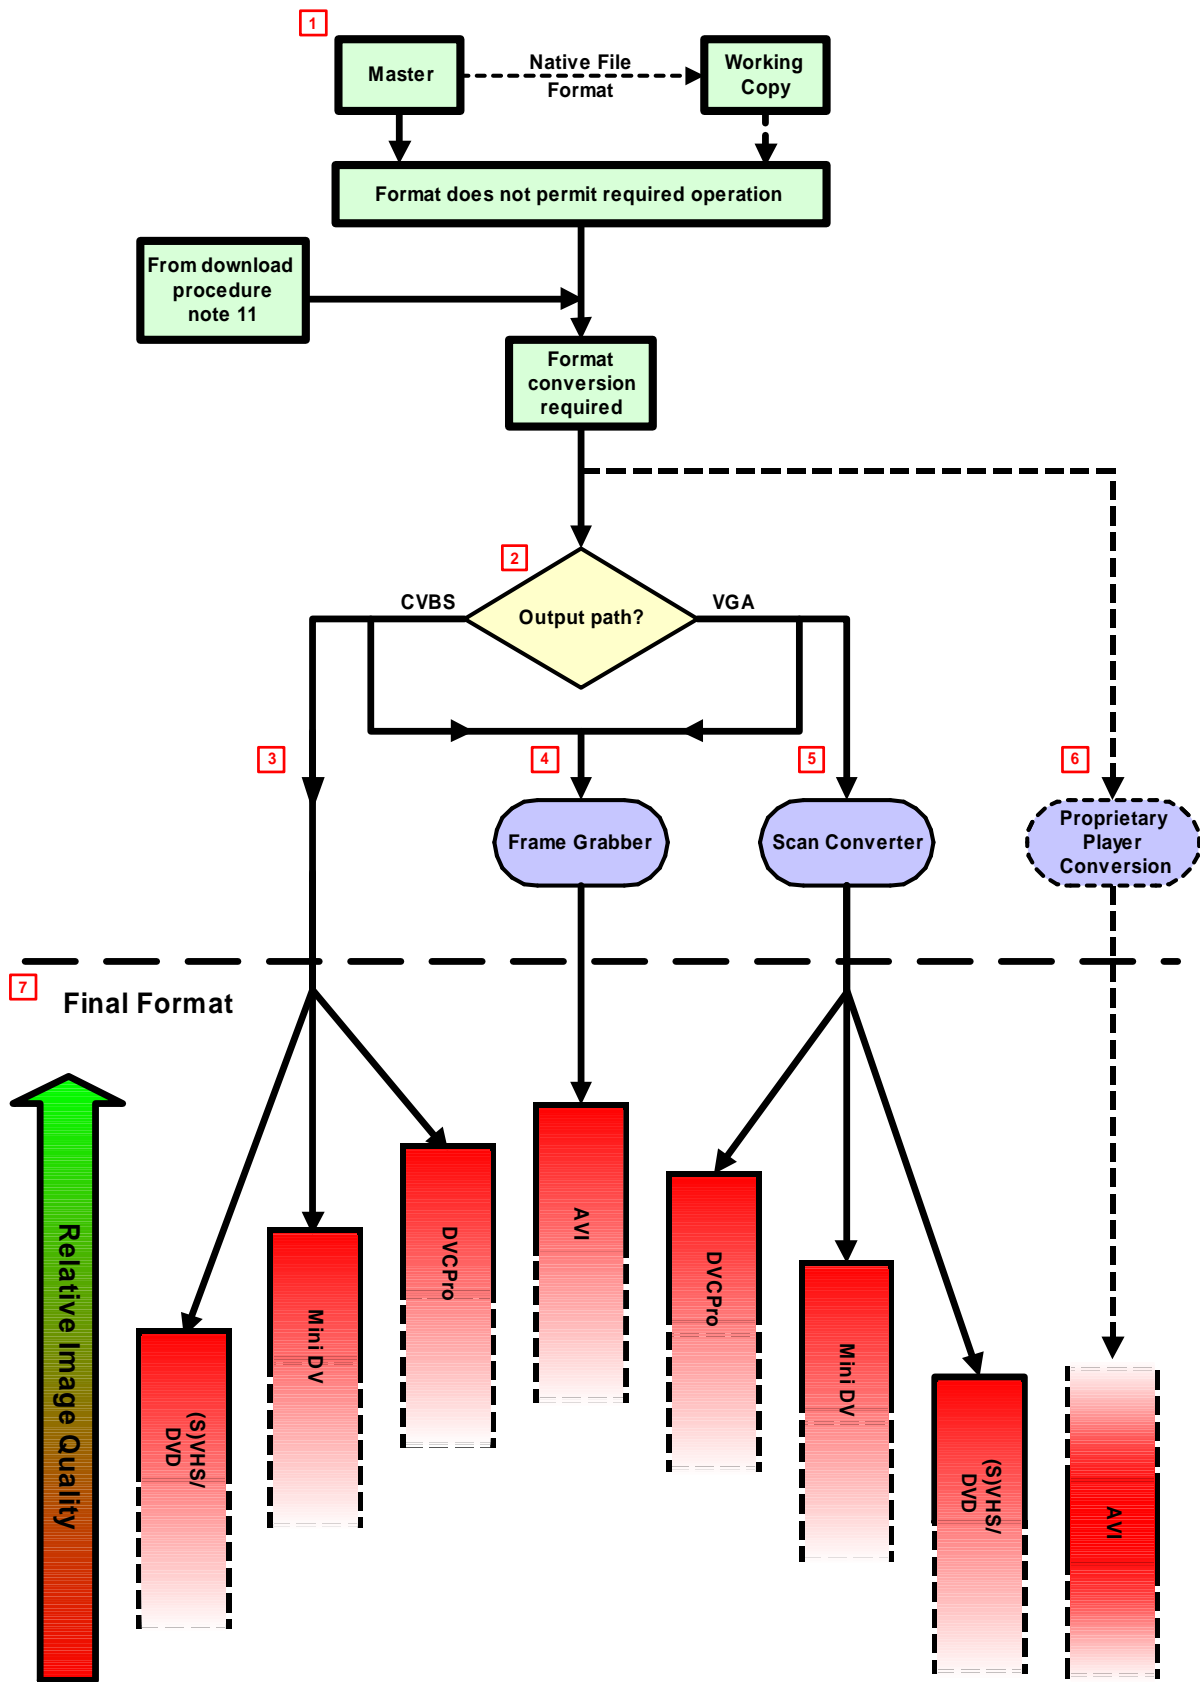 1
Master
Native File
Format
Working
Copy
Format does not permit required operation
From download
procedure
note 11
Format
conversion
required
2
CVBS
Output path?
VGA
3
4
5
6
Frame Grabber
Scan Converter
Proprietary
Player
Conversion
7
Final Format
Relative Image Quality
(S)VHS/
DVD
Mini DV
DVCPro
AVI
DVCPro
Mini DV
(S)VHS/
DVD
AVI